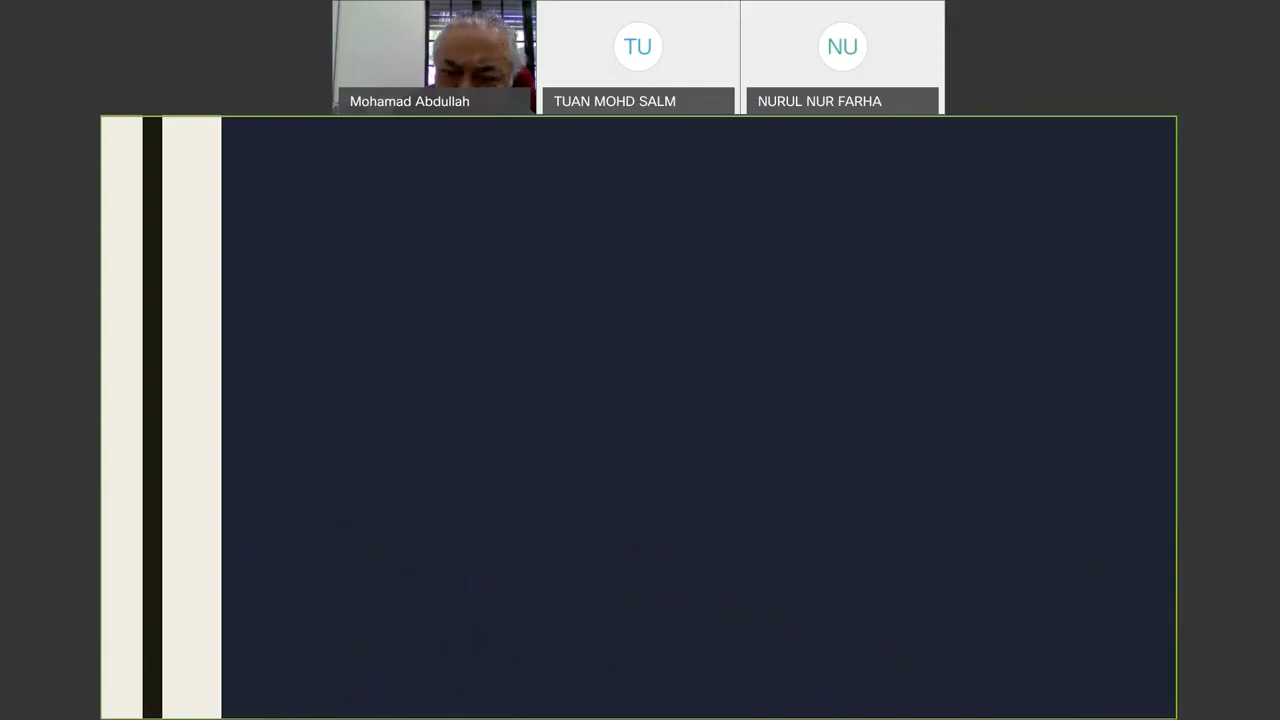 TU
NU
Mohamad Abdullah
TUAN MOHD SALM
NURUL NUR FARHA